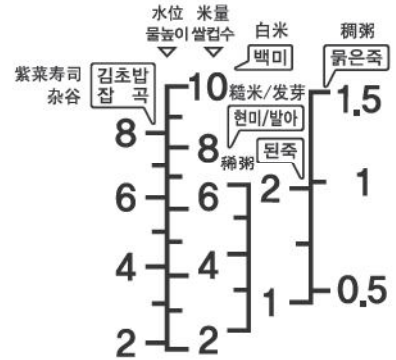 水位 米量
물높이 쌀컵수
白米
백미
稠粥
묽은죽
紫菜寿司
杂谷
김초밥
잡 곡
糙米/发芽
현미/발아
稀粥
된죽
10
8
6
4
2
8
6
4
2
2
1
1.5
1
0.5